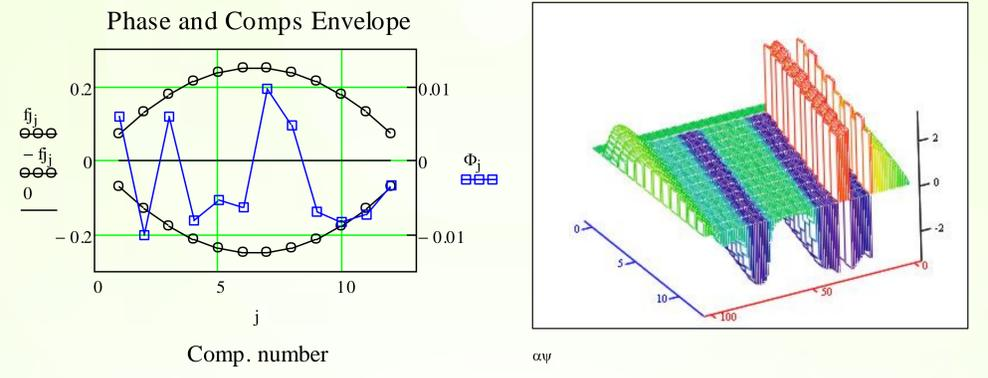 Phase and Comps Envelope
fj j
− fj j
0
0.2
0
− 0.2
0.01
0
− 0.01
Φ j
0 5 10
j
Comp. number
2
0
-2
0
5
10
100
50
0
αψ